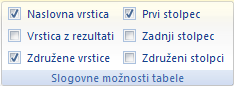 Naslovna vrstica
Prvi stolpec
Vrstica z rezultati
Zadnji stolpec
Združene vrstice
Združeni stolpci
Slogovne možnosti tabele